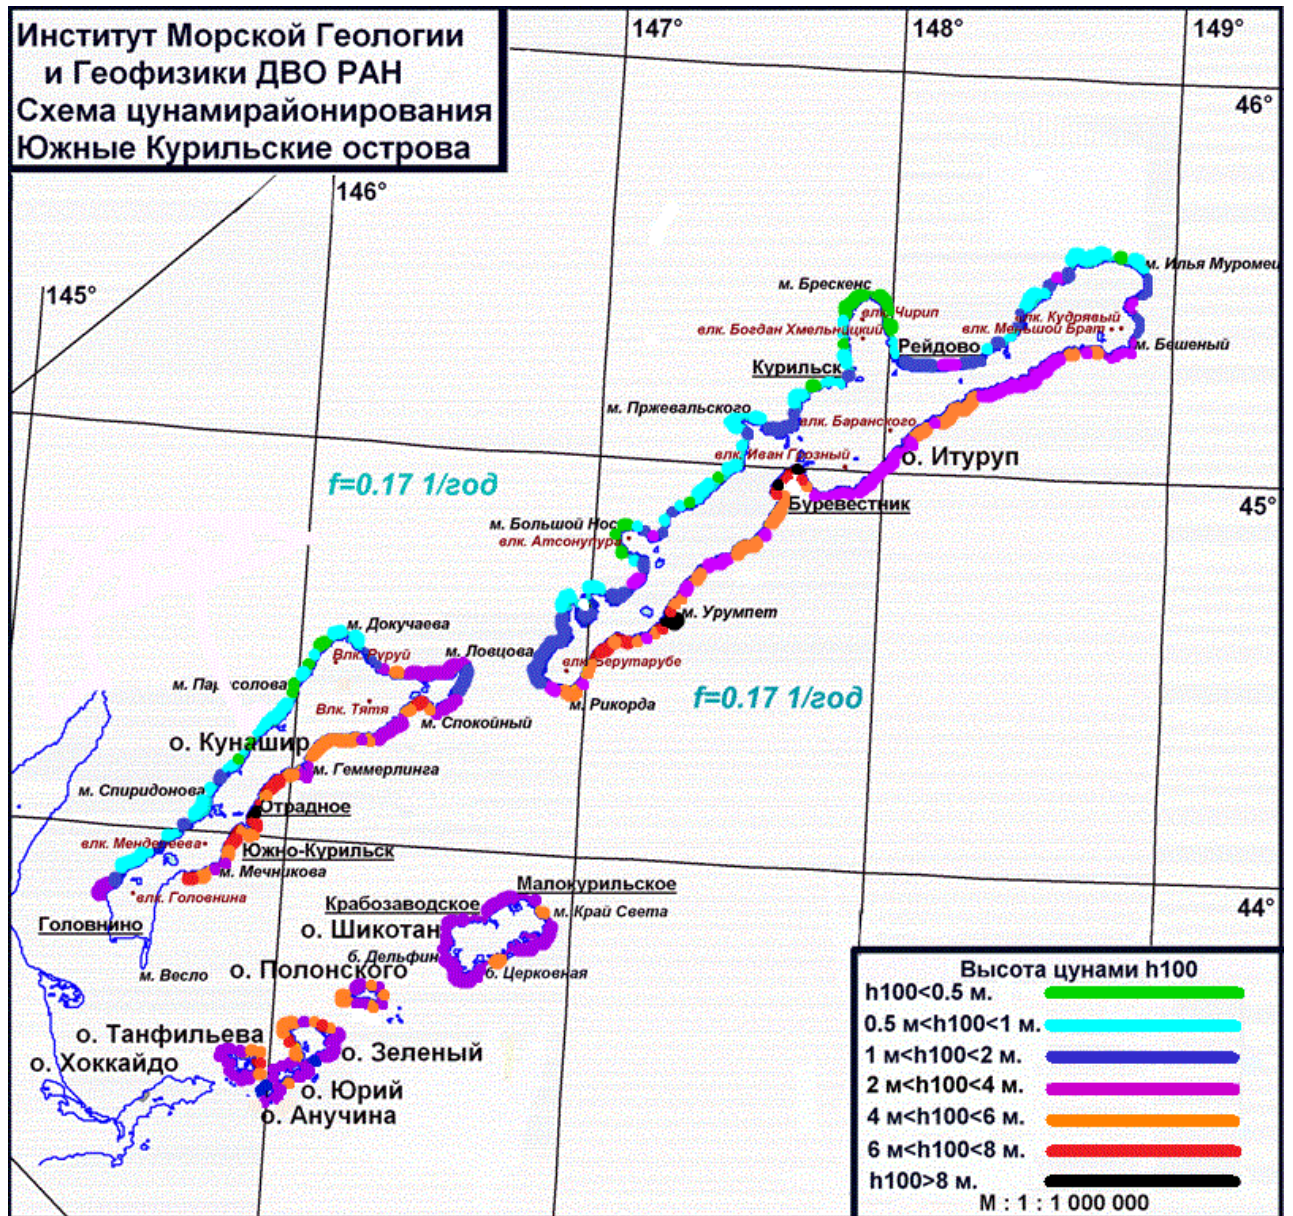 Институт Морской Геологии
и Геофизики ДВО РАН
Схема цунамирайонирования
Южные Курильские острова
147°
148°
149°
46°
146°
145°
м. Илья Муромец
м. Брескенс
влк. Чирип
влк. Богдан Хмельницкий
влк. Кудрявый
влк. Меньшой Брат
Рейдово
м. Бешеный
Курильск
м. Пржевальского
влк. Баранского
влк. Иван Грозный
о. Итуруп
f=0.17 1/год
Буревестник
45°
м. Большой Нос
влк. Атсонупура
м. Урумпет
м. Докучаева
Влк. Руруй
м. Ловцова
влк. Берутарубе
м. Рикорда
f=0.17 1/год
Влк. Тятя
м. Спокойный
о. Кунашир
м. Геммерлинга
м. Спиридонова
Отрадное
влк. Менделеева
Южно-Курильск
м. Мечникова
влк. Головнина
Головнино
Малокурильское
Крабозаводское
м. Край Света
44°
о. Шикотан
б. Дельфин
б. Церковная
м. Весло
о. Полонского
о. Танфильева
о. Зеленый
о. Хоккайдо
о. Юрий
о. Анучина
Высота цунами h100
h100<0.5 м.
0.5 м<h100<1 м.
1 м<h100<2 м.
2 м<h100<4 м.
4 м<h100<6 м.
6 м<h100<8 м.
h100>8 м.
М : 1 : 1 000 000